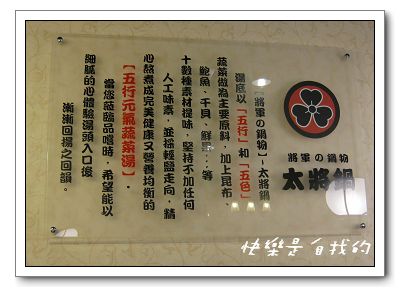 將軍の鍋物
太將鍋
【將軍の鍋物】-太將鍋
湯底以「五行」和「五色」
蔬菜做為主要原料,加上昆布、
鮑魚、干貝、鮮…等
十數種素材提味,堅持不加任何
人工味素,並採輕鹽走向,精
心熬煮成完美健康又營養均衡的
【五行元氣蔬菜湯】.
當您蒞臨品嚐時,希望能以
細膩的心體驗湯頭入口後
漸漸回揚之回韻。
快樂是自找的